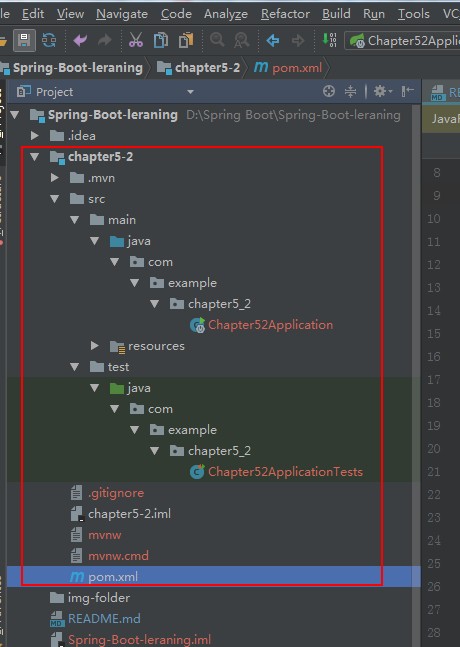 ile Edit View Navigate Code Analyze Refactor Build Run Tools VC
Chapter52Applic
Spring-Boot-leraning chapter5-2 pom.xml
Project
Spring-Boot-leraning D:\Spring Boot\Spring-Boot-leraning
.idea
chapter5-2
.mvn
src
main
java
com
example
chapter5_2
Chapter52Application
resources
test
java
com
example
chapter5_2
Chapter52ApplicationTests
.gitignore
chapter5-2.iml
mvnw
mvnw.cmd
pom.xml
img-folder
README.md
Spring-Boot-leraning.iml
RE
JavaF
8
9
10
11
12
13
14
15
16
17
18
19
20
21
22
23
24
25
26
27
28